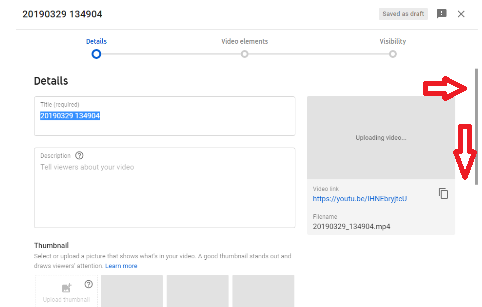 20190329 134904
Saved as draft
Details
Video elements
Visibility
Details
Title (required)
20190329 134904
Description
Tell viewers about your video
Uploading video...
Video link
https://youtu.be/IHNEbryjtcU
Filename
20190329_134904.mp4
Thumbnail
Select or upload a picture that shows what's in your video. A good thumbnail stands out and
draws viewers' attention. Learn more
Upload thumbnail